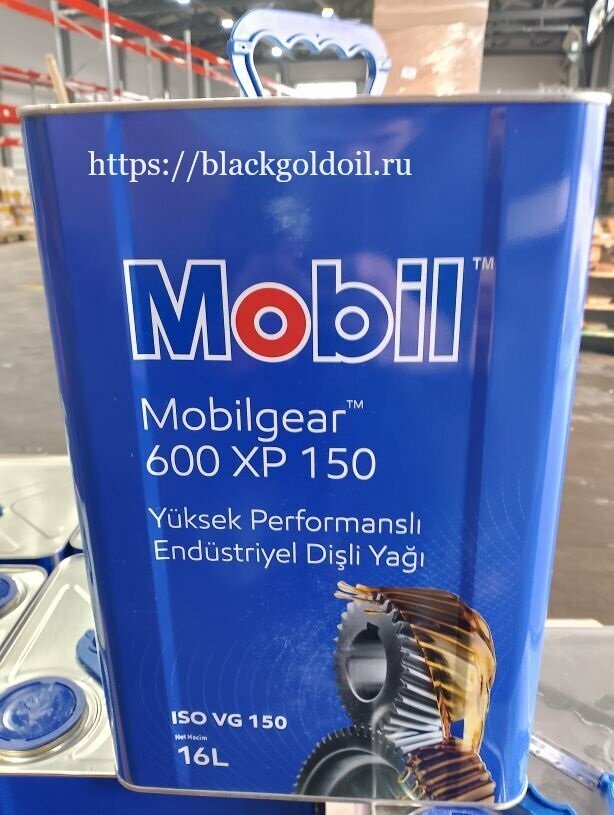 https://blackgoldoil.ru
Mobil™
Mobilgear™
600 XP 150
Yüksek Performanslı
Endüstriyel Dişli Yağı
ISO VG 150
Net Hacim
16L